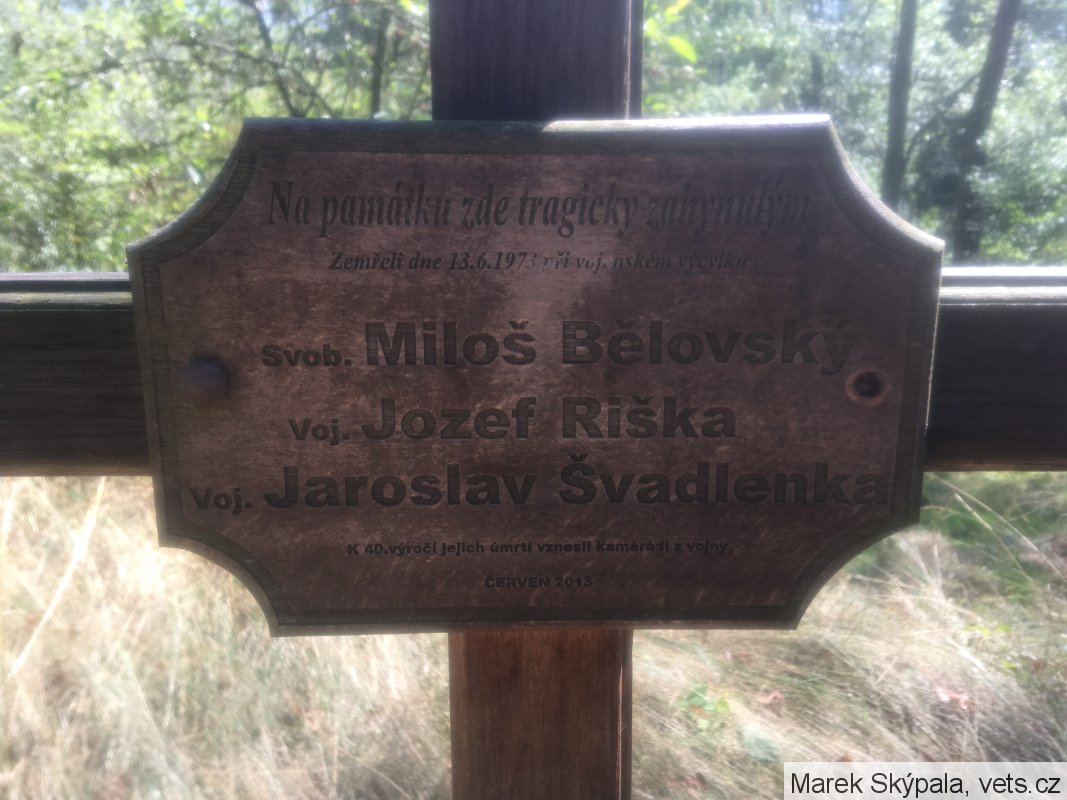 Na památku zde tragicky zahynulým
Zemřeli dne 13.6.1973 při vojenském výcviku
Svob. Miloš Bělovský
Voj. Jozef Riška
Voj. Jaroslav Švadlenka
K 40.výročí jejich úmrtí vznesli kamarádi z vojny
ČERVEN 2013
Marek Skýpala, vets.cz